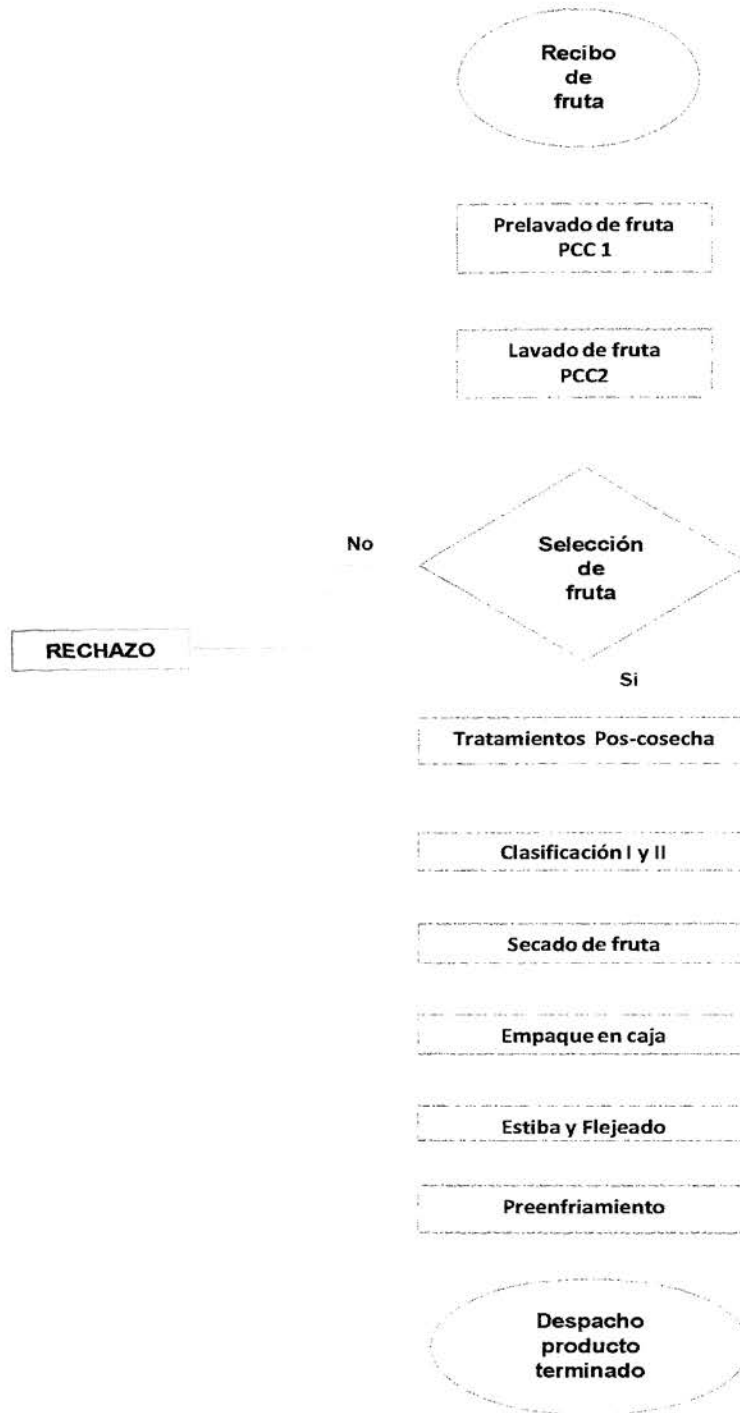 Recibo
de
fruta
Prelavado de fruta
PCC 1
Lavado de fruta
PCC2
No
Selección
de
fruta
RECHAZO
Si
Tratamientos Pos-cosecha
Clasificación I y II
Secado de fruta
Empaque en caja
Estiba y Flejeado
Preenfriamiento
Despacho
producto
terminado